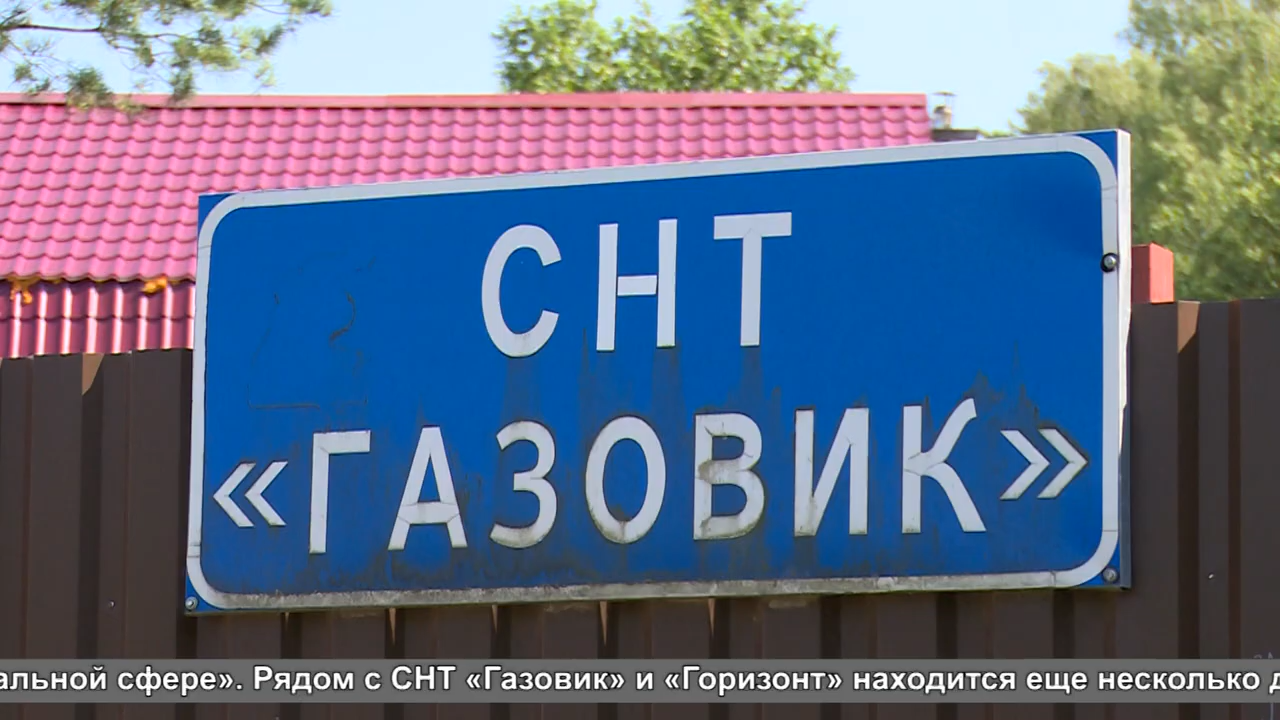 СНТ
«ГАЗОВИК»
альной сфере». Рядом с СНТ «Газовик» и «Горизонт» находится еще несколько д